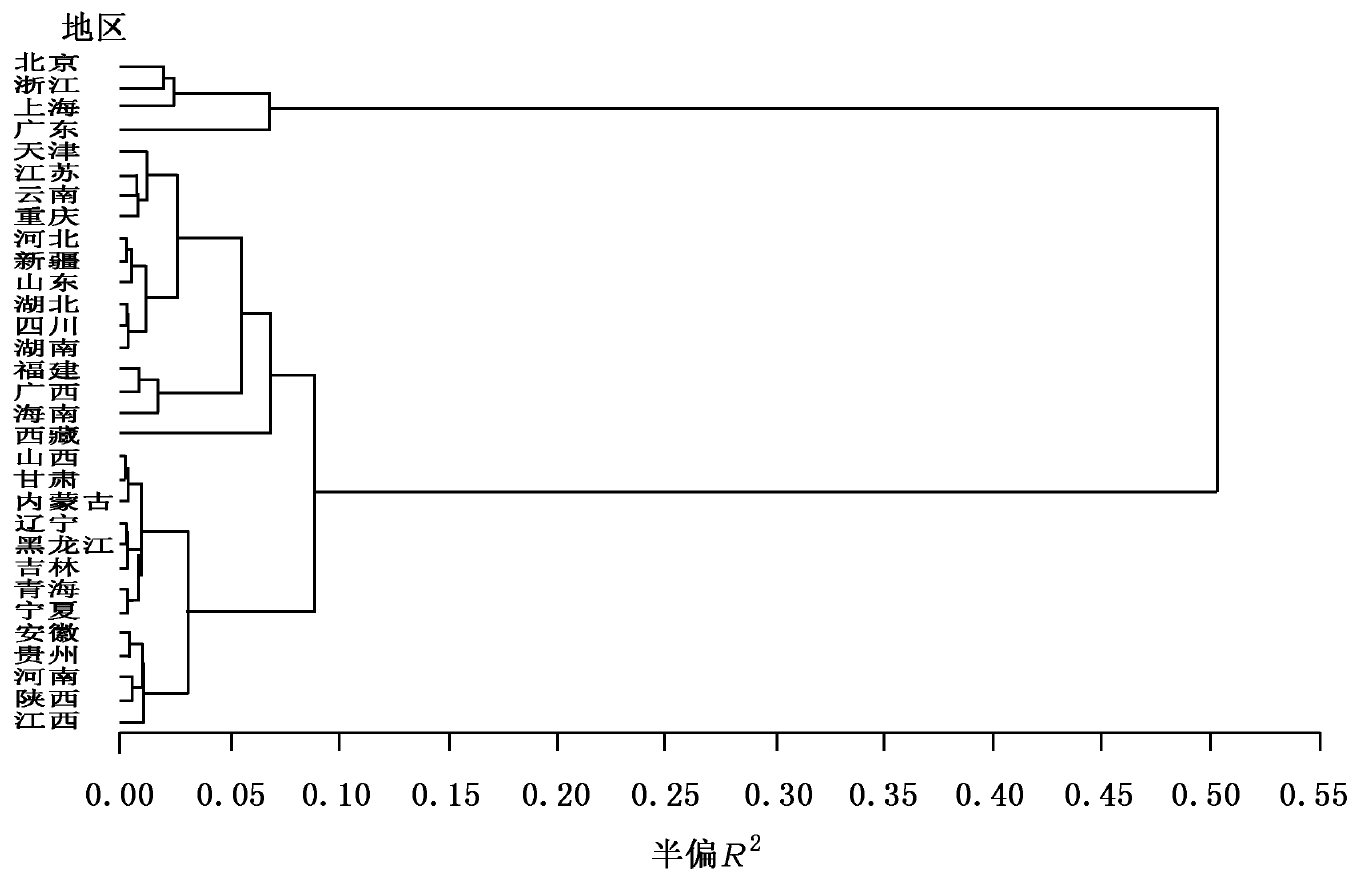 地区
北京
浙江
上海
广东
天津
江苏
云南
重庆
河北
新疆
山东
湖北
四川
湖南
福建
广西
海南
西藏
山西
甘肃
内蒙古
辽宁
黑龙江
吉林
青海
宁夏
安徽
贵州
河南
陕西
江西
0.00 0.05 0.10 0.15 0.20 0.25 0.30 0.35 0.40 0.45 0.50 0.55
半偏R²